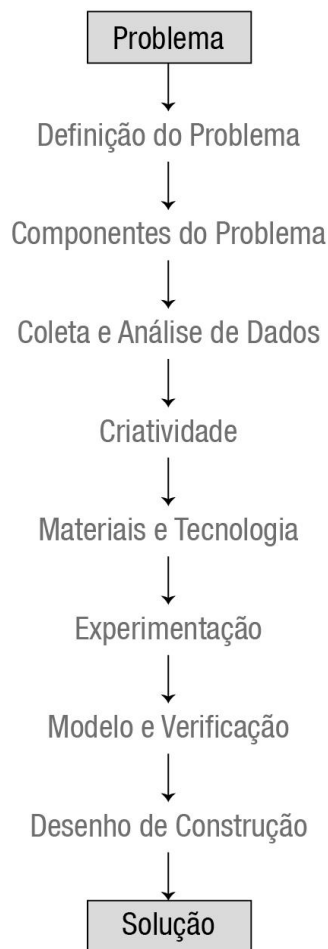 Problema
Definição do Problema
Componentes do Problema
Coleta e Análise de Dados
Criatividade
Materiais e Tecnologia
Experimentação
Modelo e Verificação
Desenho de Construção
Solução